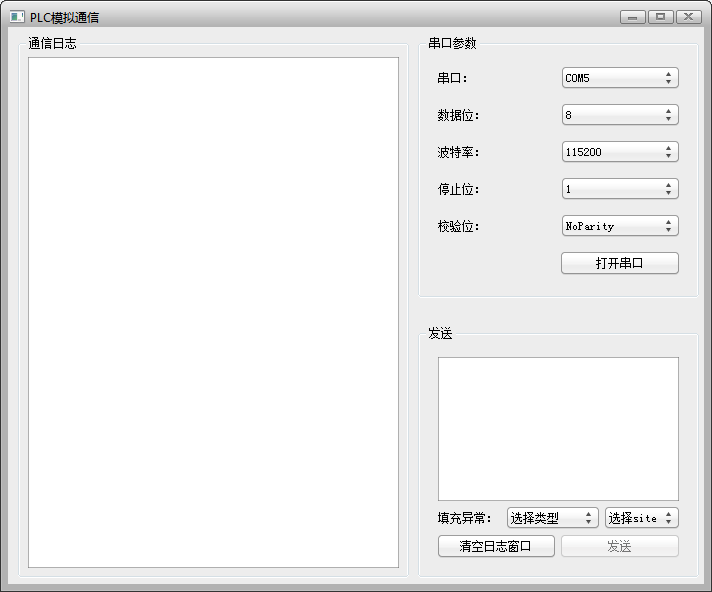 PLC模拟通信
通信日志
串口参数
串口： COM5
数据位： 8
波特率： 115200
停止位： 1
校验位： NoParity
打开串口
发送
填充异常： 选择类型 选择site
清空日志窗口 发送